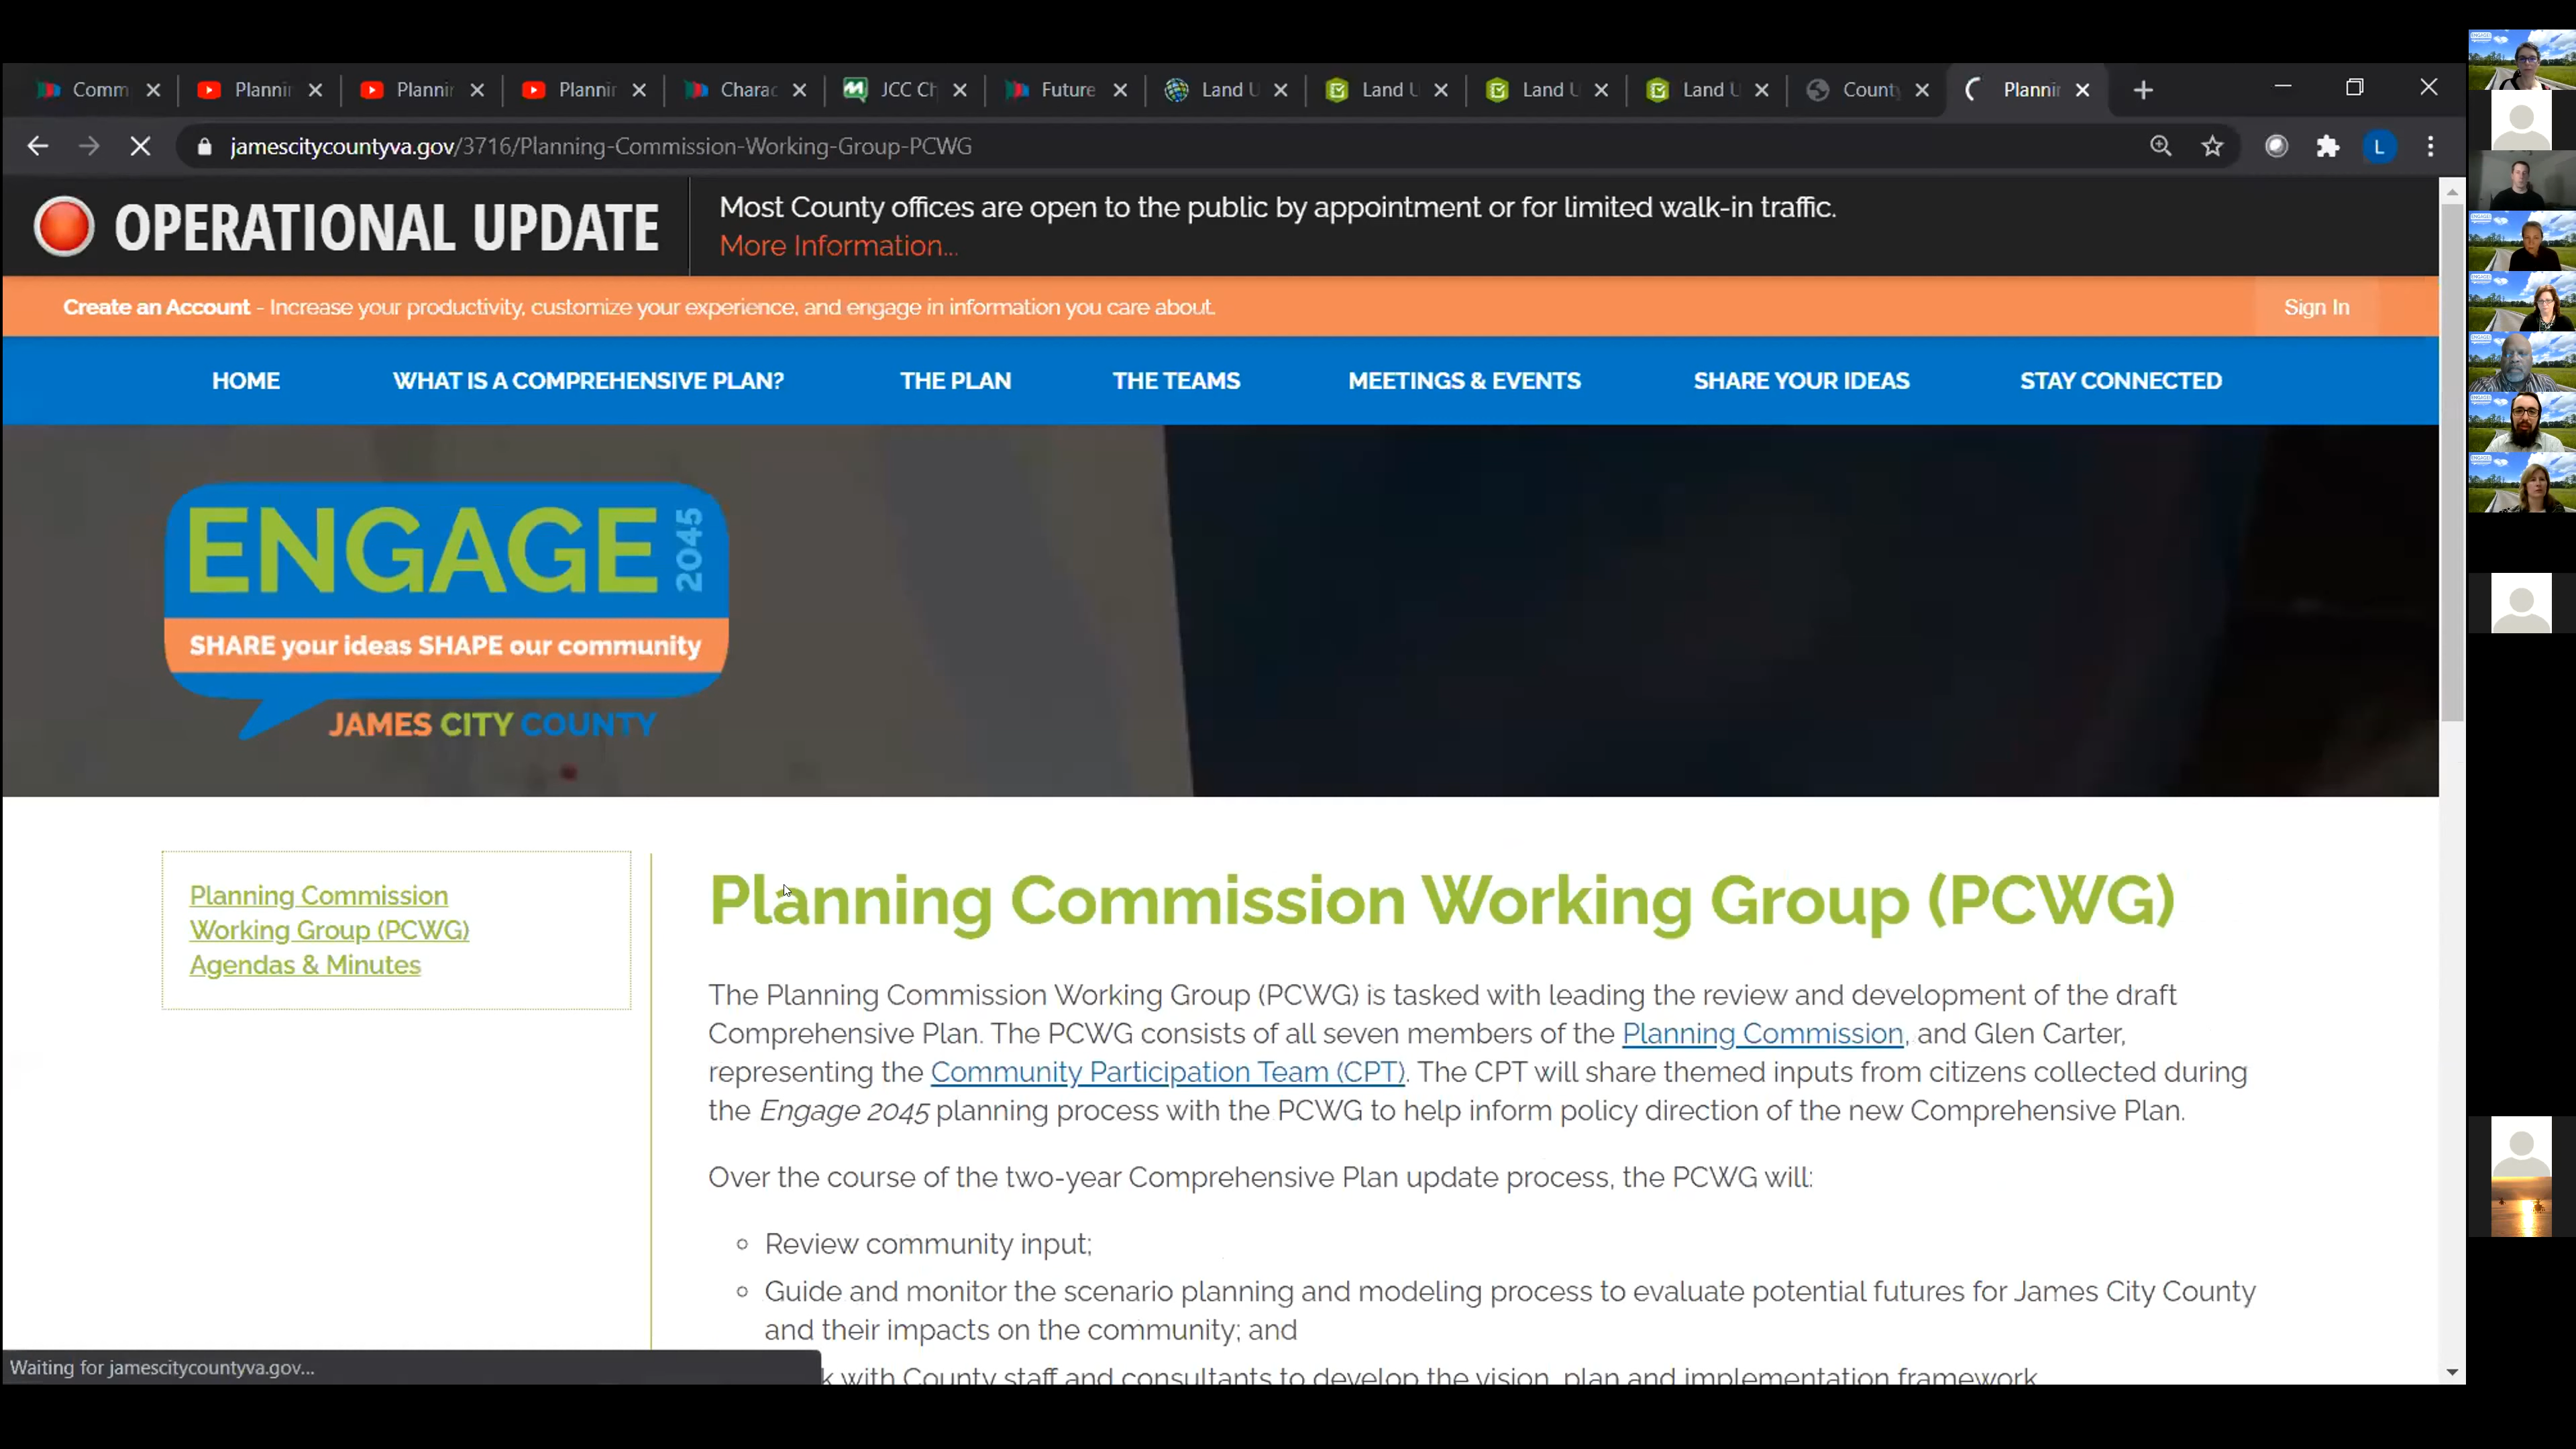 Comm
Plannin
Plannin
Plannin
Charac
JCC Ch
Future
Land U
Land U
Land U
Land U
County
Plannin
jamescitycountyva.gov/3716/Planning-Commission-Working-Group-PCWG
L
OPERATIONAL UPDATE
Most County offices are open to the public by appointment or for limited walk-in traffic.
More Information...
Create an Account - Increase your productivity, customize your experience, and engage in information you care about.
Sign In
HOME
WHAT IS A COMPREHENSIVE PLAN?
THE PLAN
THE TEAMS
MEETINGS & EVENTS
SHARE YOUR IDEAS
STAY CONNECTED
ENGAGE 2045
SHARE your ideas SHAPE our community
JAMES CITY COUNTY
Planning Commission
Working Group (PCWG)
Agendas & Minutes
Planning Commission Working Group (PCWG)
The Planning Commission Working Group (PCWG) is tasked with leading the review and development of the draft
Comprehensive Plan. The PCWG consists of all seven members of the Planning Commission, and Glen Carter,
representing the Community Participation Team (CPT). The CPT will share themed inputs from citizens collected during
the Engage 2045 planning process with the PCWG to help inform policy direction of the new Comprehensive Plan.
Over the course of the two-year Comprehensive Plan update process, the PCWG will:
Review community input;
Guide and monitor the scenario planning and modeling process to evaluate potential futures for James City County
and their impacts on the community; and
k with County staff and consultants to develop the vision, plan and implementation framework
Waiting for jamescitycountyva.gov...